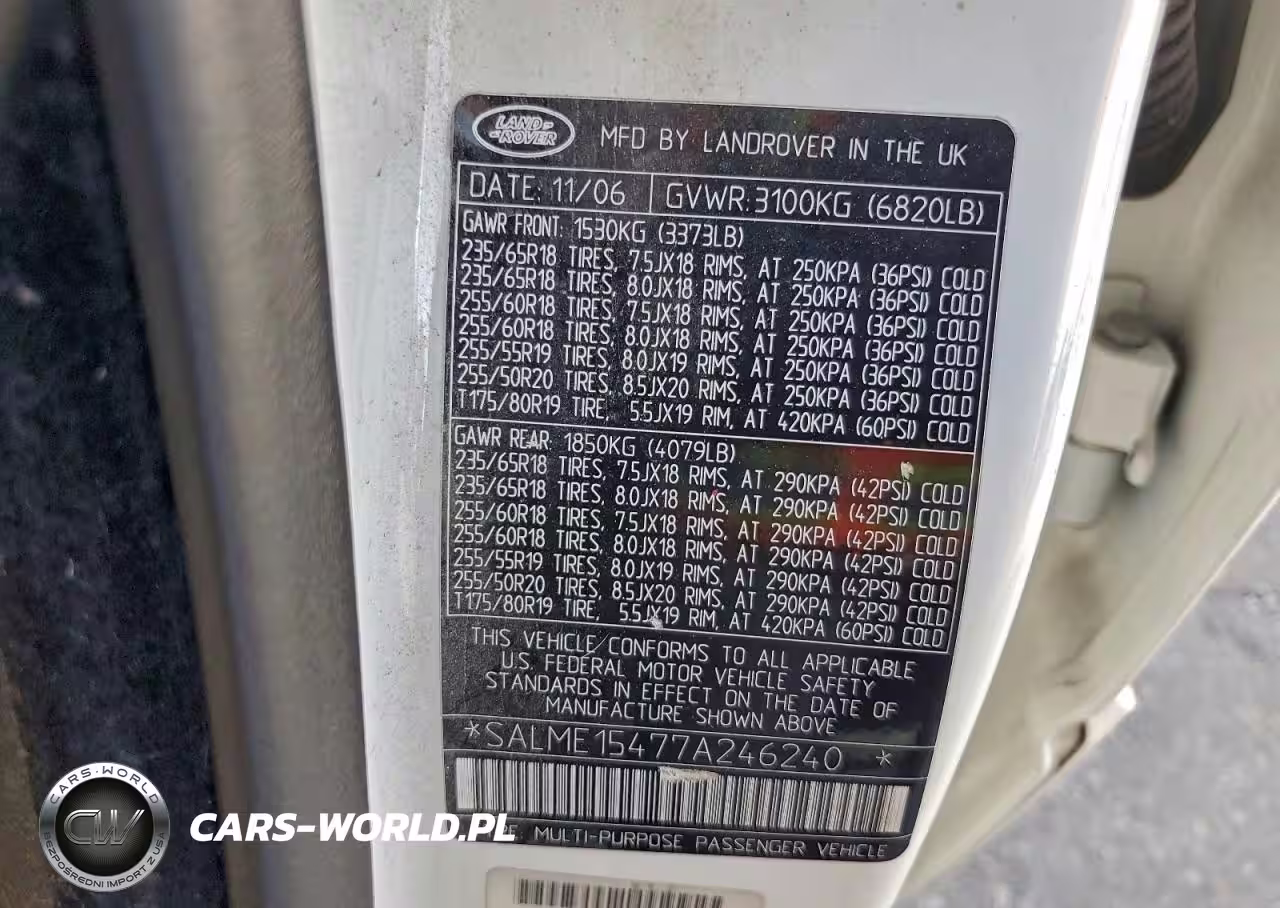 LAND-
-ROVER
MFD BY LANDROVER IN THE UK
DATE: 11/06 GVWR: 3100KG (6820LB)
GAWR FRONT: 1530KG (3373LB)
235/65R18 TIRES, 7.5JX18 RIMS, AT 250KPA (36PSI) COLD
235/65R18 TIRES, 8.0JX18 RIMS, AT 250KPA (36PSI) COLD
255/60R18 TIRES, 7.5JX18 RIMS, AT 250KPA (36PSI) COLD
255/60R18 TIRES, 8.0JX18 RIMS, AT 250KPA (36PSI) COLD
255/55R19 TIRES, 8.0JX19 RIMS, AT 250KPA (36PSI) COLD
255/50R20 TIRES, 8.5JX20 RIMS, AT 250KPA (36PSI) COLD
T175/80R19 TIRE, 5.5JX19 RIM, AT 420KPA (60PSI) COLD
GAWR REAR: 1850KG (4079LB)
235/65R18 TIRES, 7.5JX18 RIMS, AT 290KPA (42PSI) COLD
235/65R18 TIRES, 8.0JX18 RIMS, AT 290KPA (42PSI) COLD
255/60R18 TIRES, 7.5JX18 RIMS, AT 290KPA (42PSI) COLD
255/60R18 TIRES, 8.0JX18 RIMS, AT 290KPA (42PSI) COLD
255/55R19 TIRES, 8.0JX19 RIMS, AT 290KPA (42PSI) COLD
255/50R20 TIRES, 8.5JX20 RIMS, AT 290KPA (42PSI) COLD
T175/80R19 TIRE, 5.5JX19 RIM, AT 420KPA (60PSI) COLD
THIS VEHICLE CONFORMS TO ALL APPLICABLE
U.S. FEDERAL MOTOR VEHICLE SAFETY
STANDARDS IN EFFECT ON THE DATE OF
MANUFACTURE SHOWN ABOVE
*SALME15477A246240 *
MULTI-PURPOSE PASSENGER VEHICLE
CARS-WORLD
CW
BEZPOŚREDNI IMPORT Z USA
CARS-WORLD.PL